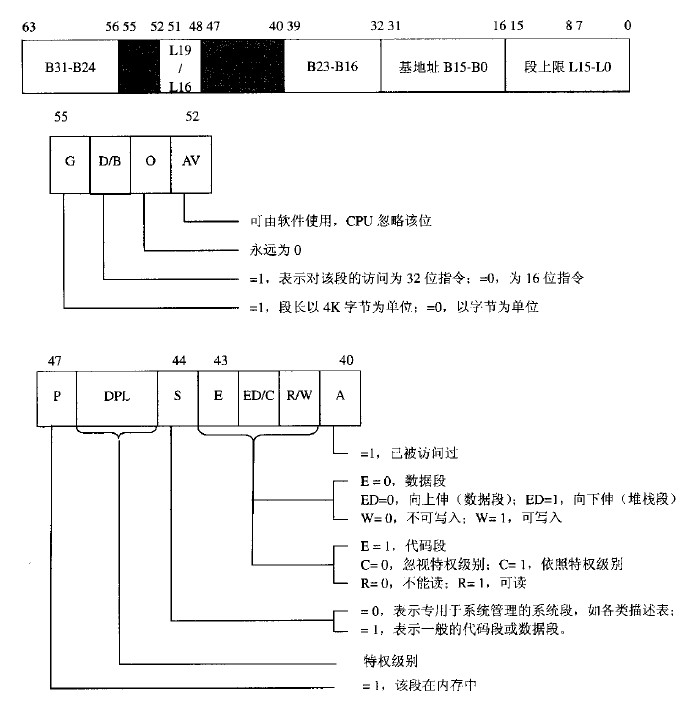 63 56 55 52 51 48 47 40 39 32 31 16 15 8 7 0
B31-B24 L19 / L16 B23-B16 基地址 B15-B0 段上限 L15-L0
55 52
G D/B O AV
可由软件使用，CPU 忽略该位
永远为 0
=1，表示对该段的访问为 32 位指令；=0，为 16 位指令
=1，段长以 4K 字节为单位；=0，以字节为单位
47 44 43 40
P DPL S E ED/C R/W A
=1，已被访问过
E = 0，数据段
ED=0，向上伸（数据段）；ED=1，向下伸（堆栈段）
W= 0，不可写入；W= 1，可写入
E = 1，代码段
C= 0，忽视特权级别；C= 1，依照特权级别
R= 0，不能读；R= 1，可读
= 0，表示专用于系统管理的系统段，如各类描述表；
= 1，表示一般的代码段或数据段。
特权级别
= 1，该段在内存中